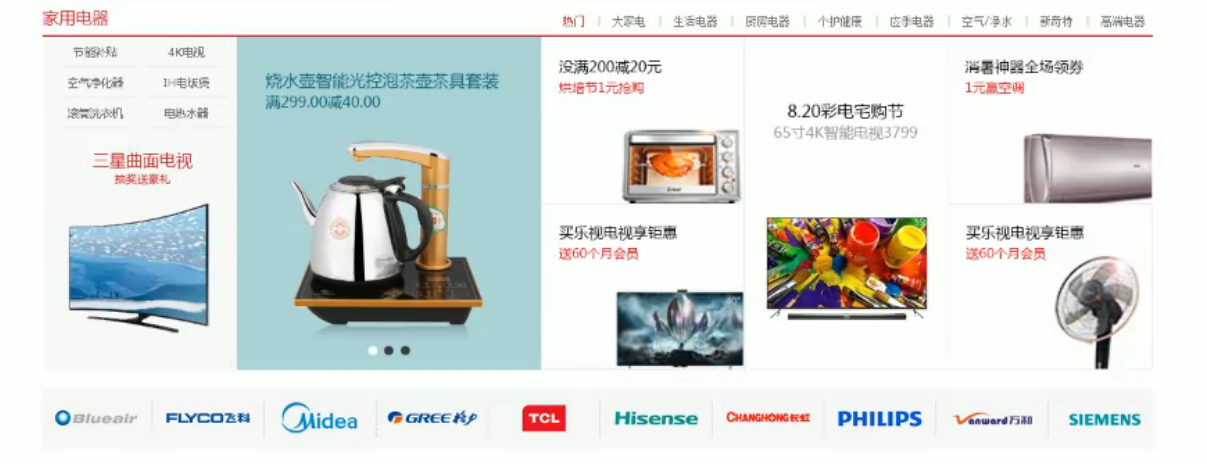 家用电器
热门
大家电
生活电器
厨房电器
个护健康
应季电器
空气/净水
新奇特
高端电器
节能补贴
4K电视
空气净化器
IH电饭煲
滚筒洗衣机
电热水器
三星曲面电视
抽奖送豪礼
烧水壶智能光控泡茶壶茶具套装
满299.00减40.00
没满200减20元
烘培节1元抢购
买乐视电视享钜惠
送60个月会员
8.20彩电宅购节
65寸4K智能电视3799
消暑神器全场领券
1元赢空调
买乐视电视享钜惠
送60个月会员
Blueair
FLYCO飞科
Midea
GREE格力
TCL
Hisense
CHANGHONG长虹
PHILIPS
Vanward万和
SIEMENS